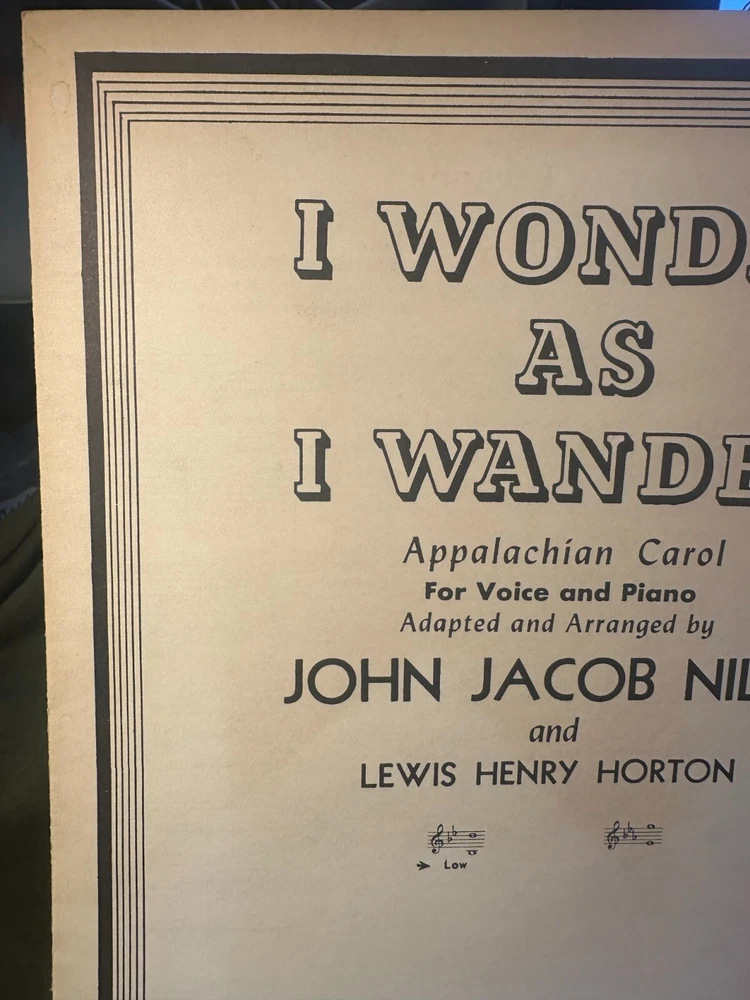 I WOND
AS
I WANDE
Appalachian Carol
For Voice and Piano
Adapted and Arranged by
JOHN JACOB NIL
and
LEWIS HENRY HORTON
Low